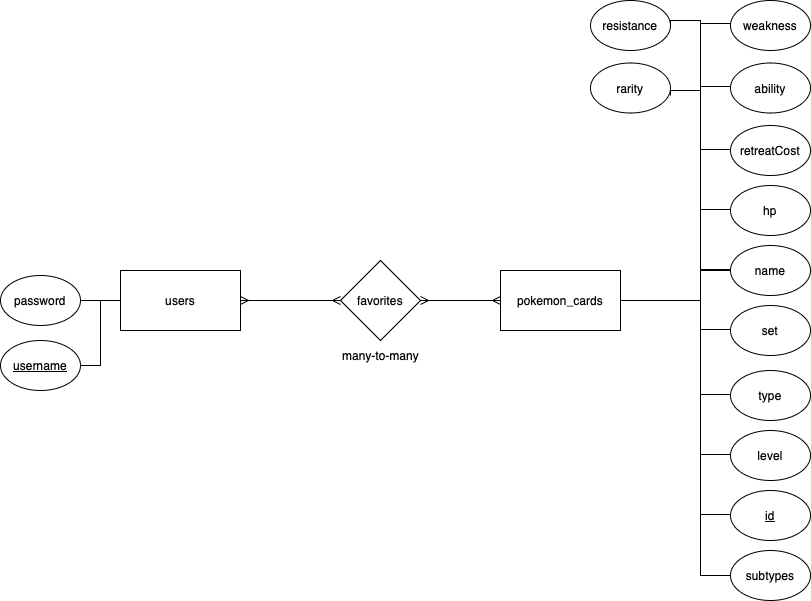 resistance
weakness
rarity
ability
retreatCost
hp
name
password
users
favorites
pokemon_cards
set
many-to-many
username
type
level
id
subtypes